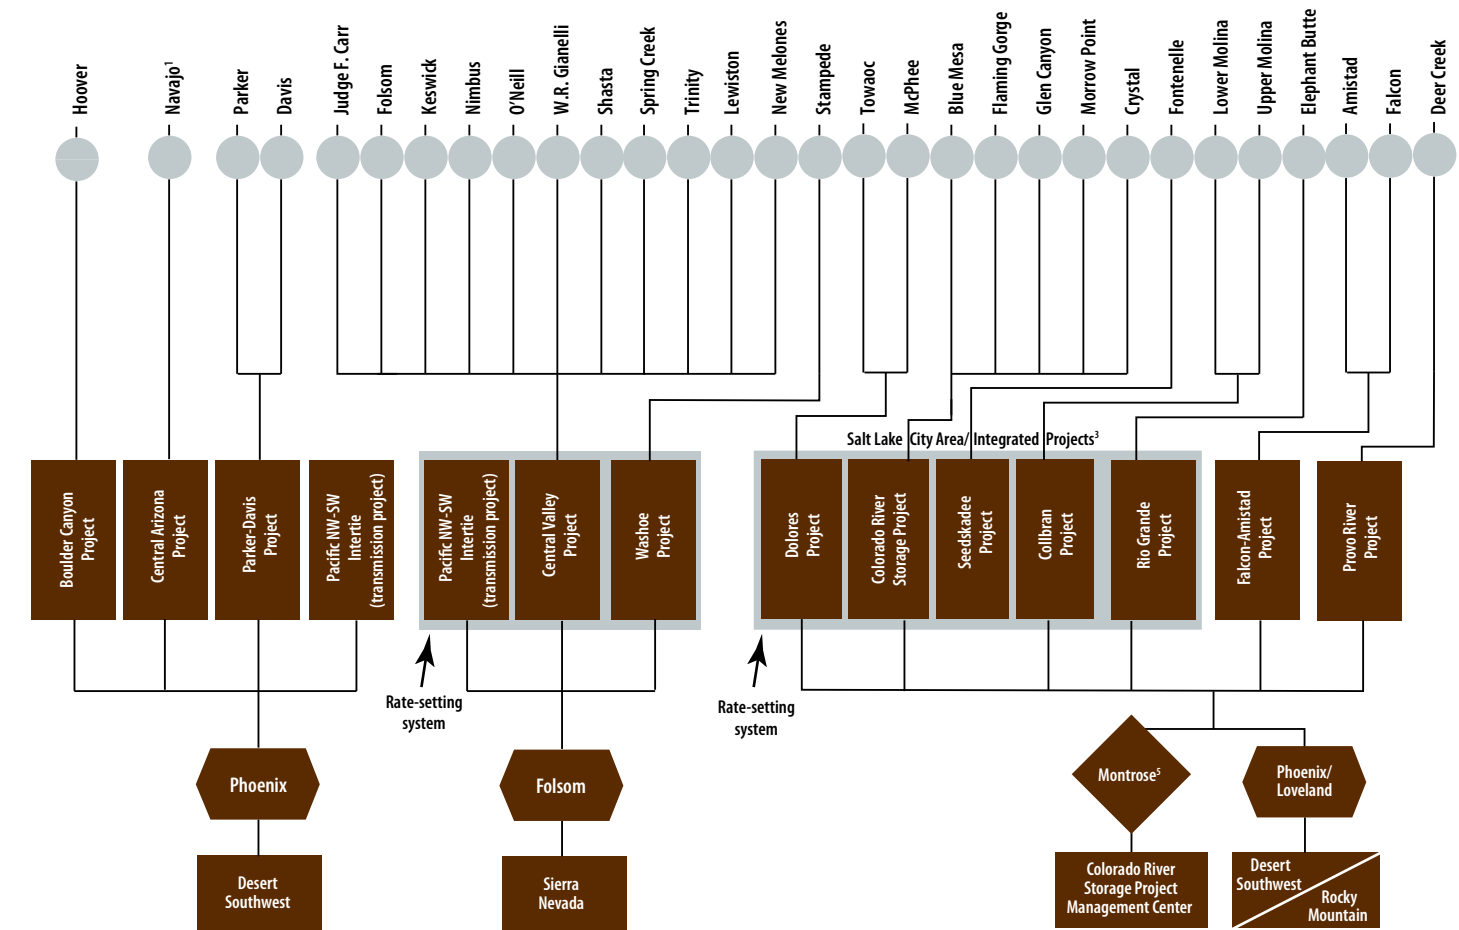 Hoover
Navajo1
Parker
Davis
Judge F. Carr
Folsom
Keswick
Nimbus
O'Neill
W.R. Gianelli
Shasta
Spring Creek
Trinity
Lewiston
New Melones
Stampede
Towaoc
McPhee
Blue Mesa
Flaming Gorge
Glen Canyon
Morrow Point
Crystal
Fontenelle
Lower Molina
Upper Molina
Elephant Butte
Amistad
Falcon
Deer Creek
Salt Lake City Area/ Integrated Projects3
Boulder Canyon
Project
Central Arizona
Project
Parker-Davis
Project
Pacific NW-SW
Intertie
(transmission project)
Pacific NW-SW
Intertie
(transmission project)
Central Valley
Project
Washoe
Project
Dolores
Project
Colorado River
Storage Project
Seedskadee
Project
Collbran
Project
Rio Grande
Project
Falcon-Amistad
Project
Provo River
Project
Rate-setting
system
Rate-setting
system
Phoenix
Folsom
Montrose5
Phoenix/
Loveland
Desert
Southwest
Sierra
Nevada
Colorado River
Storage Project
Management Center
Desert
Southwest
Rocky
Mountain